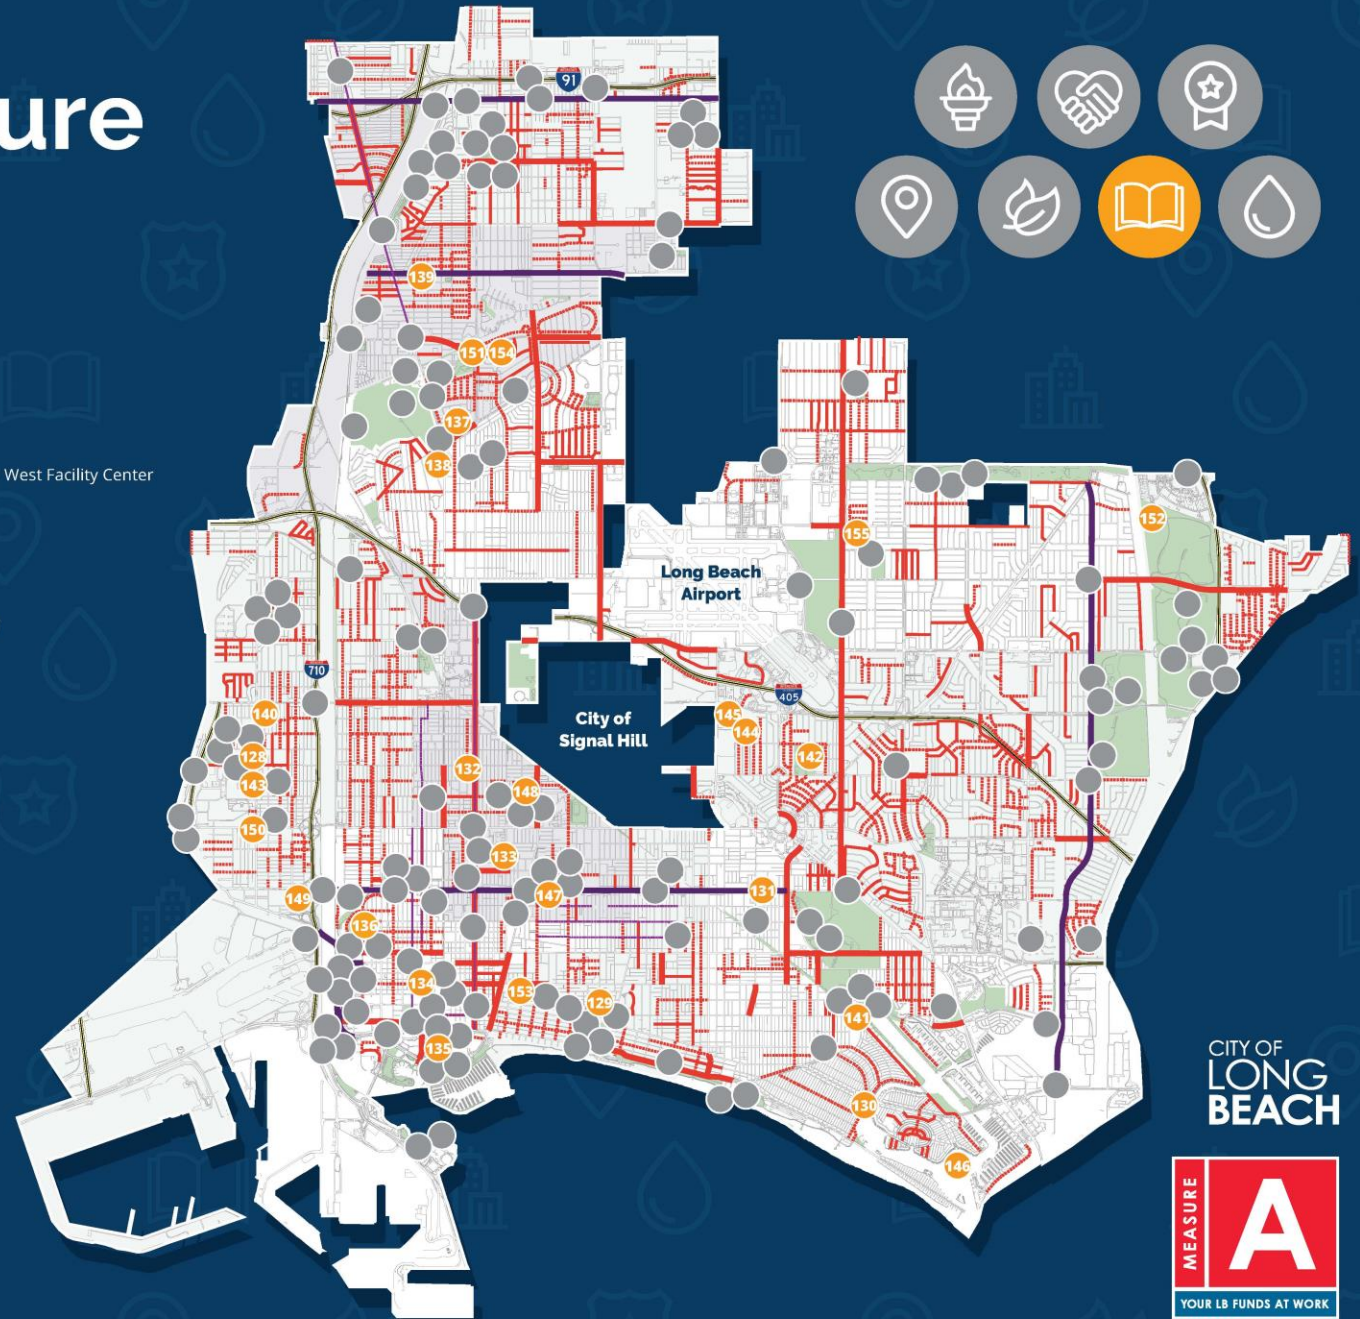 ure
91
139
151 154
137
138
West Facility Center
152
155
Long Beach
Airport
710
405
City of
Signal Hill
140
145
144
128
142
132
143
148
150
133
131
147
149
136
134
153
129
141
135
130
146
CITY OF
LONG
BEACH
MEASURE
A
YOUR LB FUNDS AT WORK